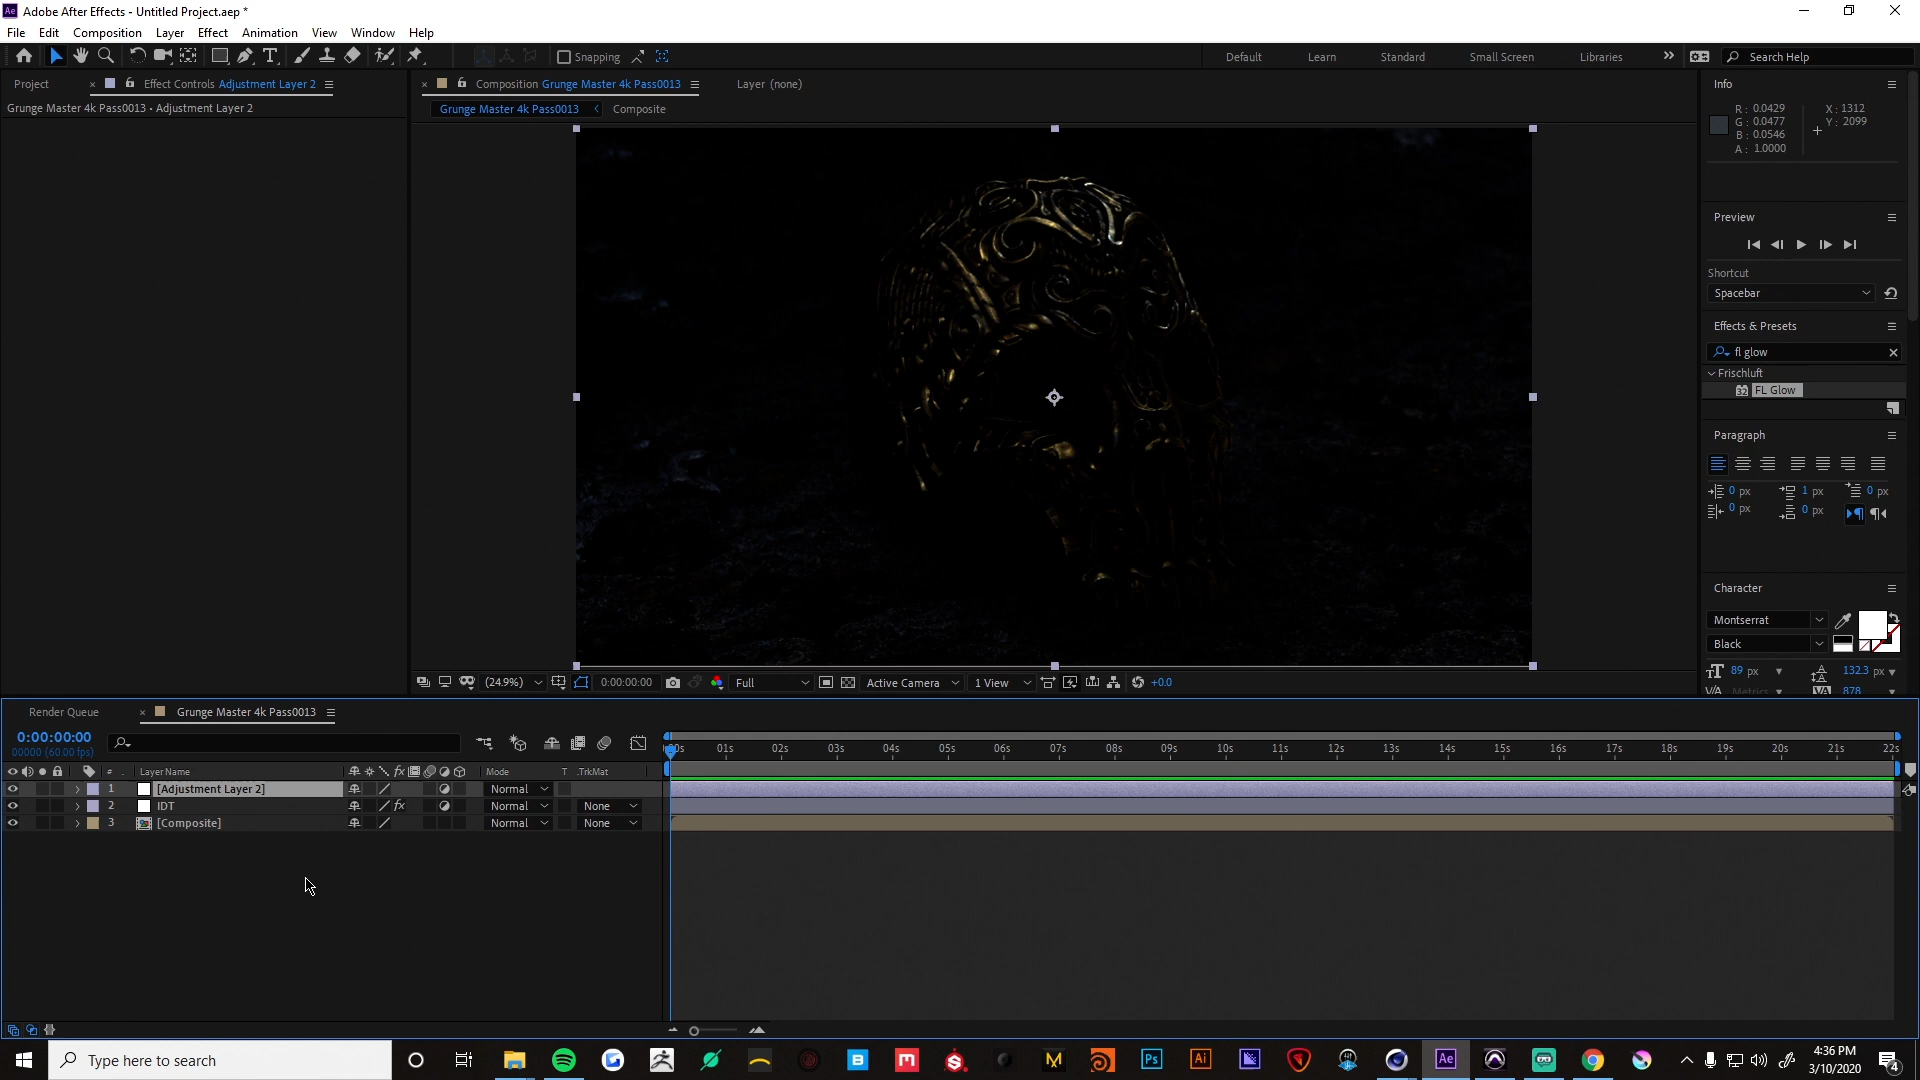 Adobe After Effects - Untitled Project.aep *
File Edit Composition Layer Effect Animation View Window Help
Snapping
Default Learn Standard Small Screen Libraries Search Help
Project Effect Controls Adjustment Layer 2
Grunge Master 4k Pass0013 • Adjustment Layer 2
Composition Grunge Master 4k Pass0013 Layer (none)
Grunge Master 4k Pass0013 Composite
Info
R: 0.0429
G: 0.0477
B: 0.0546
A: 1.0000
X: 1312
Y: 2099
Preview
Shortcut
Spacebar
Effects & Presets
fl glow
Frischluft
32 FL Glow
Paragraph
0 px 1 px 0 px
0 px 0 px
Character
Montserrat
Black
89 px 132.3 px
Metrics 878
(24.9%) 0:00:00:00 Full Active Camera 1 View +0.0
Render Queue Grunge Master 4k Pass0013
0:00:00:00
00000 (60.00 fps)
01s 02s 03s 04s 05s 06s 07s 08s 09s 10s 11s 12s 13s 14s 15s 16s 17s 18s 19s 20s 21s 22s
# Layer Name Mode T .TrkMat
1 [Adjustment Layer 2] Normal
2 IDT fx Normal None
3 [Composite] Normal None
Type here to search
Ps Ai Ae
4:36 PM
3/10/2020
4